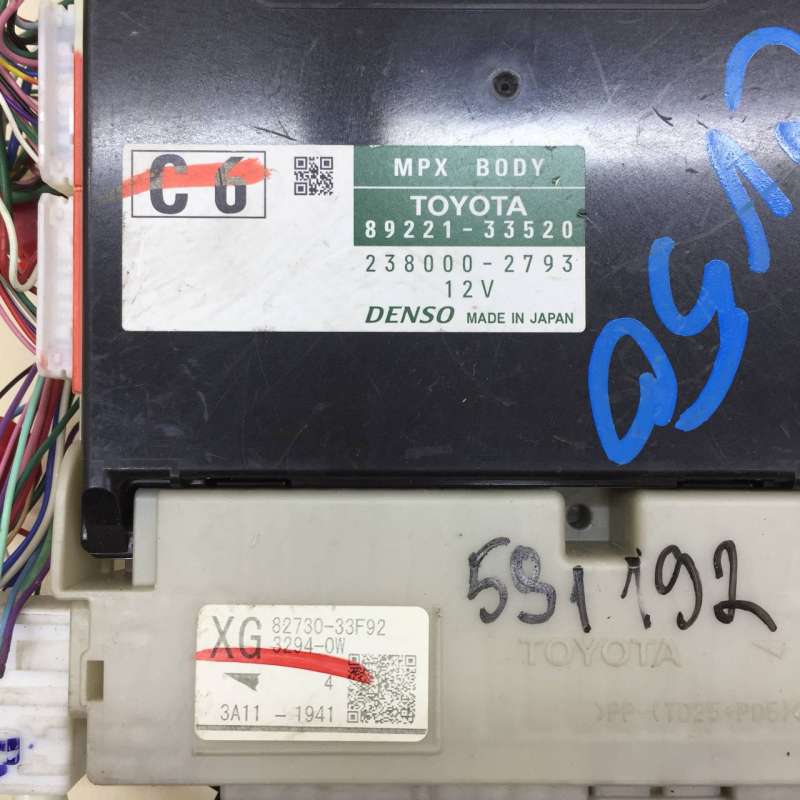 C6
MPX BODY
TOYOTA
89221-33520
238000-2793
12V
DENSO MADE IN JAPAN
591192
XG 82730-33F92
3294-0W
4
3A11 - 1941
TOYOTA